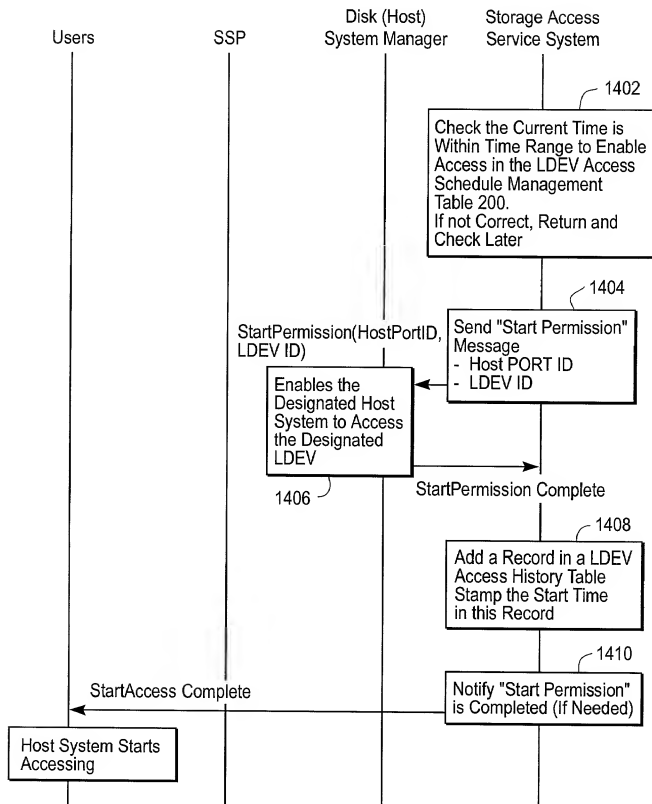 Users
SSP
Disk (Host)
System Manager
Storage Access
Service System
1402
Check the Current Time is
Within Time Range to Enable
Access in the LDEV Access
Schedule Management
Table 200.
If not Correct, Return and
Check Later
1404
StartPermission(HostPortID,
LDEV ID)
Send "Start Permission"
Message
- Host PORT ID
- LDEV ID
Enables the
Designated Host
System to Access
the Designated
LDEV
1406
StartPermission Complete
1408
Add a Record in a LDEV
Access History Table
Stamp the Start Time
in this Record
1410
StartAccess Complete
Notify "Start Permission"
is Completed (If Needed)
Host System Starts
Accessing